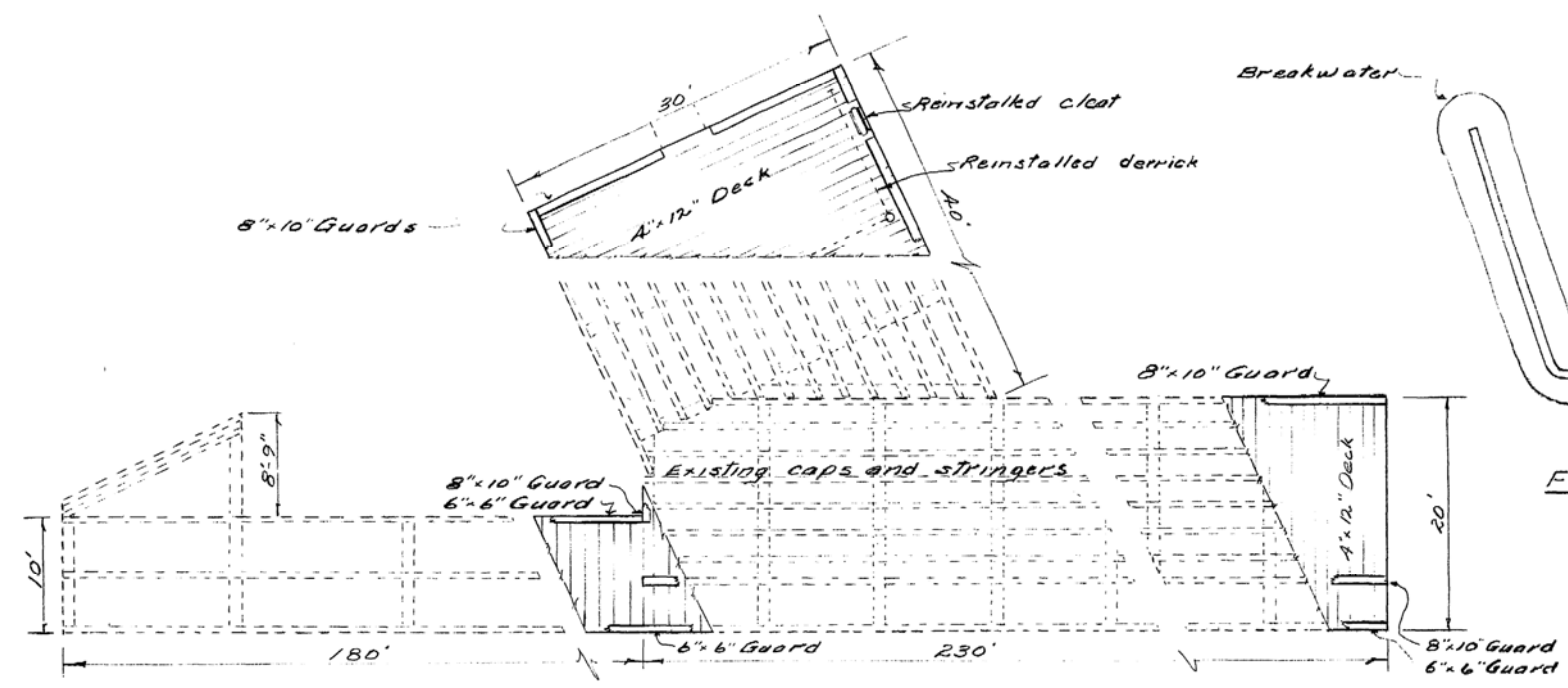 Breakwater
30'
Reinstalled cleat
Reinstalled derrick
4"x12" Deck
40'
8"x10" Guards
8"x10" Guard
8'-9"
Existing caps and stringers
8"x10" Guard
6"x6" Guard
4"x12" Deck
20'
10'
6"x6" Guard
180'
230'
8"x10" Guard
6"x6" Guard